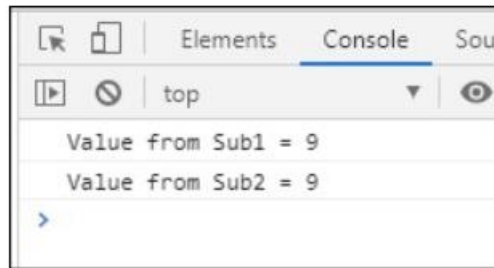 Elements Console Sou
top
Value from Sub1 = 9
Value from Sub2 = 9
>